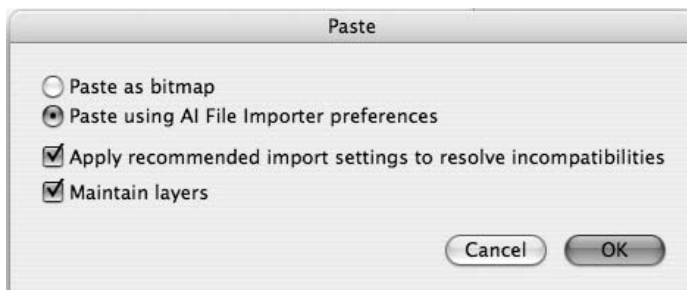 Paste
Paste as bitmap
Paste using AI File Importer preferences
Apply recommended import settings to resolve incompatibilities
Maintain layers
Cancel OK